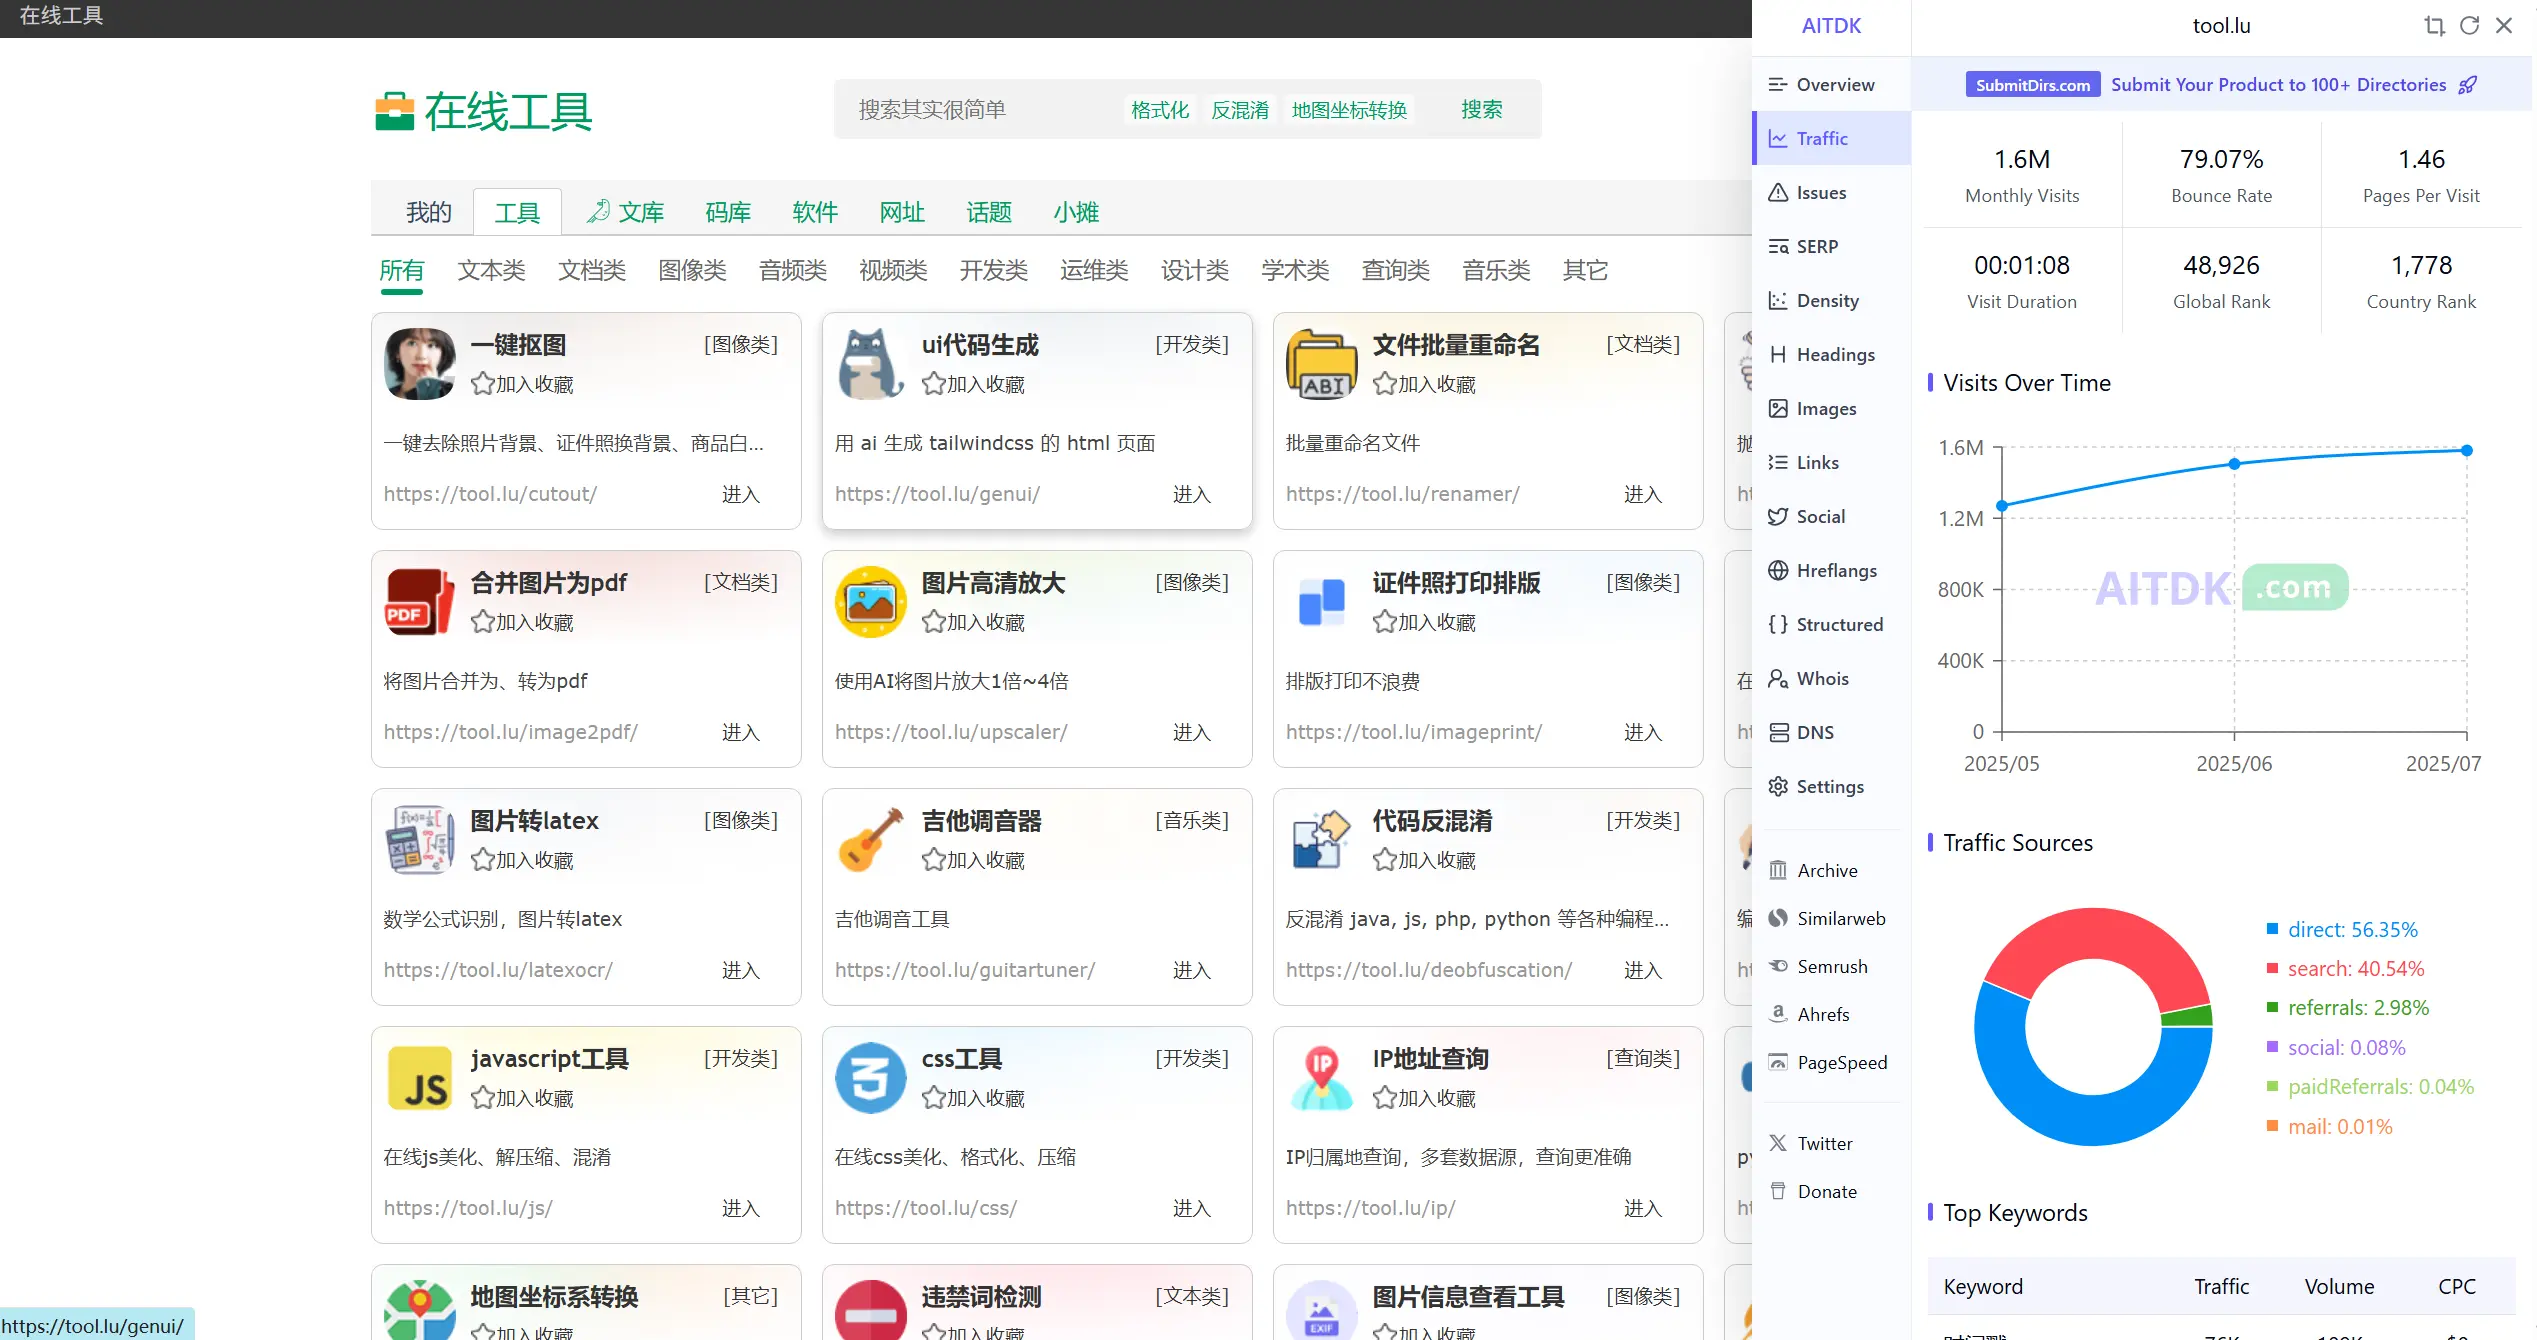 在线工具
在线工具
搜索其实很简单 格式化 反混淆 地图坐标转换 搜索
我的 工具 文库 码库 软件 网址 话题 小摊
所有 文本类 文档类 图像类 音频类 视频类 开发类 运维类 设计类 学术类 查询类 音乐类 其它
一键抠图 [图像类]
加入收藏
一键去除照片背景、证件照换背景、商品白...
https://tool.lu/cutout/ 进入
ui代码生成 [开发类]
加入收藏
用 ai 生成 tailwindcss 的 html 页面
https://tool.lu/genui/ 进入
文件批量重命名 [文档类]
ABI
加入收藏
批量重命名文件
https://tool.lu/renamer/ 进入
合并图片为pdf [文档类]
PDF
加入收藏
将图片合并为、转为pdf
https://tool.lu/image2pdf/ 进入
图片高清放大 [图像类]
加入收藏
使用AI将图片放大1倍~4倍
https://tool.lu/upscaler/ 进入
证件照打印排版 [图像类]
加入收藏
排版打印不浪费
https://tool.lu/imageprint/ 进入
图片转latex [图像类]
加入收藏
数学公式识别，图片转latex
https://tool.lu/latexocr/ 进入
吉他调音器 [音乐类]
加入收藏
吉他调音工具
https://tool.lu/guitartuner/ 进入
代码反混淆 [开发类]
加入收藏
反混淆 java, js, php, python 等各种编程...
https://tool.lu/deobfuscation/ 进入
javascript工具 [开发类]
JS
加入收藏
在线js美化、解压缩、混淆
https://tool.lu/js/ 进入
css工具 [开发类]
加入收藏
在线css美化、格式化、压缩
https://tool.lu/css/ 进入
IP地址查询 [查询类]
IP
加入收藏
IP归属地查询，多套数据源，查询更准确
https://tool.lu/ip/ 进入
地图坐标系转换 [其它]
加入收藏
违禁词检测 [文本类]
加入收藏
图片信息查看工具 [图像类]
EXIF
加入收藏
https://tool.lu/genui/
AITDK
Overview
Traffic
Issues
SERP
Density
Headings
Images
Links
Social
Hreflangs
Structured
Whois
DNS
Settings
Archive
Similarweb
Semrush
Ahrefs
PageSpeed
Twitter
Donate
tool.lu
SubmitDirs.com Submit Your Product to 100+ Directories
1.6M 79.07% 1.46
Monthly Visits Bounce Rate Pages Per Visit
00:01:08 48,926 1,778
Visit Duration Global Rank Country Rank
Visits Over Time
1.6M
1.2M
800K
400K
0
2025/05 2025/06 2025/07
AITDK .com
Traffic Sources
direct: 56.35%
search: 40.54%
referrals: 2.98%
social: 0.08%
paidReferrals: 0.04%
mail: 0.01%
Top Keywords
Keyword Traffic Volume CPC